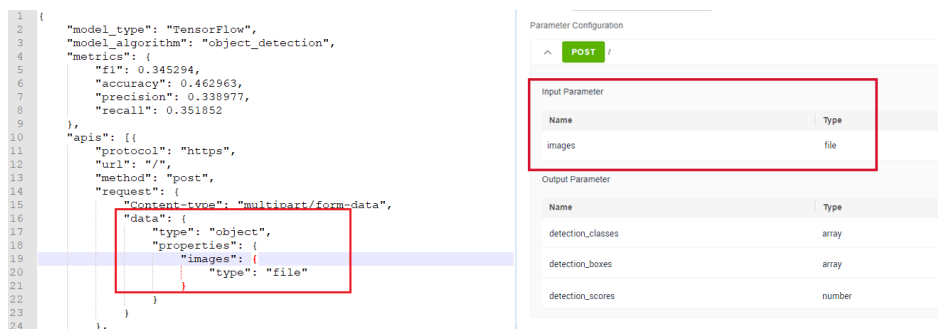 1 {
2 "model_type": "TensorFlow",
3 "model_algorithm": "object_detection",
4 "metrics": {
5 "f1": 0.345294,
6 "accuracy": 0.462963,
7 "precision": 0.338977,
8 "recall": 0.351852
9 },
10 "apis": [{
11 "protocol": "https",
12 "url": "/",
13 "method": "post",
14 "request": {
15 "Content-type": "multipart/form-data",
16 "data": {
17 "type": "object",
18 "properties": {
19 "images": {
20 "type": "file"
21 }
22 }
23 }
24 },
Parameter Configuration
POST /
Input Parameter
Name Type
images file
Output Parameter
Name Type
detection_classes array
detection_boxes array
detection_scores number